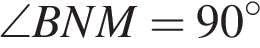 ∠BNM = 90°